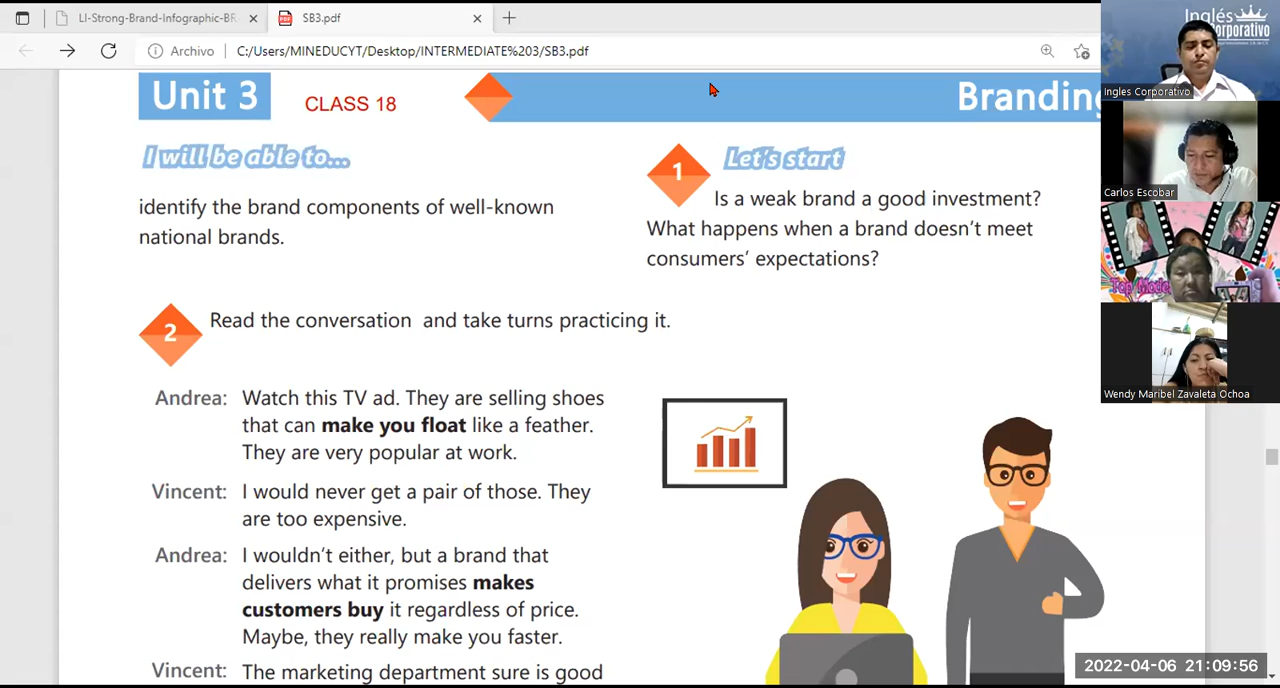 LI-Strong-Brand-Infographic-BR
SB3.pdf
Archivo
C:/Users/MINEDUCYT/Desktop/INTERMEDIATE%203/SB3.pdf
Unit 3
CLASS 18
Branding
I will be able to...
identify the brand components of well-known
national brands.
1
Let's start
Is a weak brand a good investment?
What happens when a brand doesn't meet
consumers' expectations?
2
Read the conversation and take turns practicing it.
Andrea: Watch this TV ad. They are selling shoes
that can make you float like a feather.
They are very popular at work.
Vincent: I would never get a pair of those. They
are too expensive.
Andrea: I wouldn't either, but a brand that
delivers what it promises makes
customers buy it regardless of price.
Maybe, they really make you faster.
Vincent: The marketing department sure is good
Inglés
Corporativo
Ingles Corporativo
Carlos Escobar
Top Model
Wendy Maribel Zavaleta Ochoa
2022-04-06 21:09:56